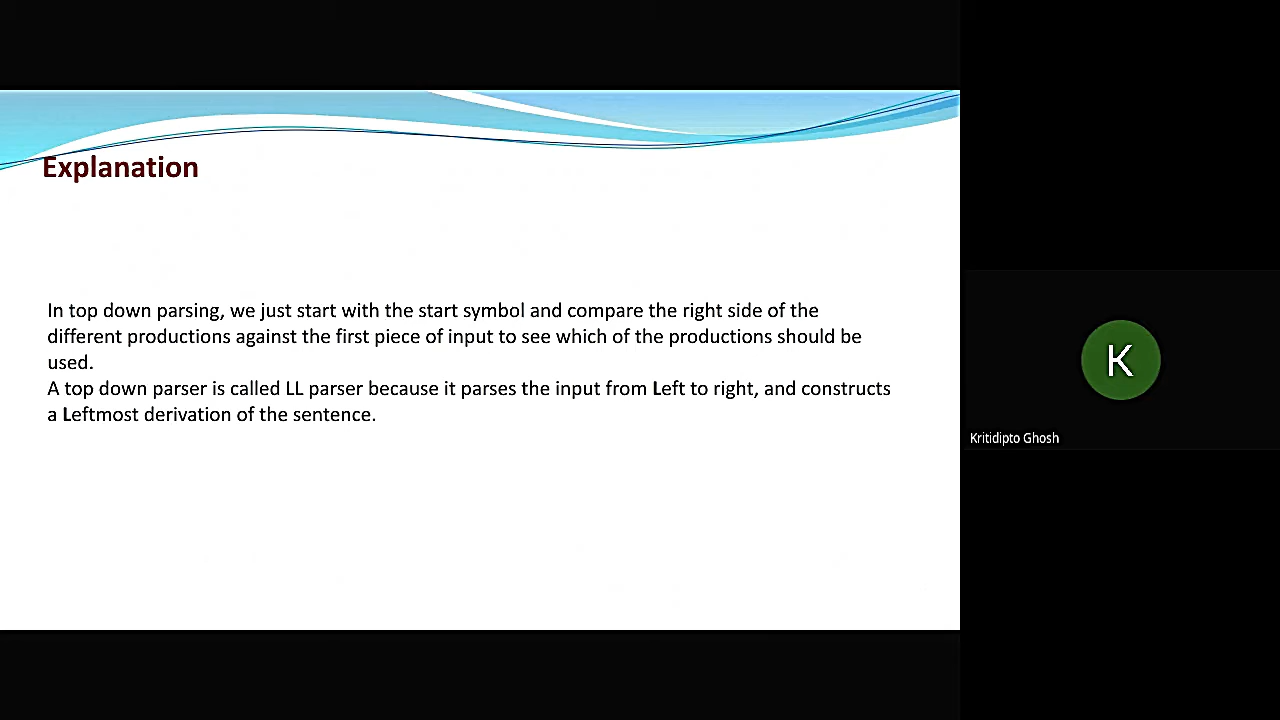 Explanation
In top down parsing, we just start with the start symbol and compare the right side of the
different productions against the first piece of input to see which of the productions should be
used.
A top down parser is called LL parser because it parses the input from Left to right, and constructs
a Leftmost derivation of the sentence.
K
Kritidipto Ghosh